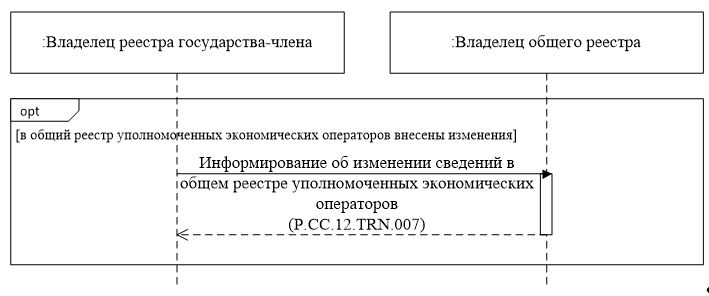 :Владелец реестра государства-члена
:Владелец общего реестра
opt
[в общий реестр уполномоченных экономических операторов внесены изменения]
Информирование об изменении сведений в
общем реестре уполномоченных экономических
операторов
(P.CC.12.TRN.007)